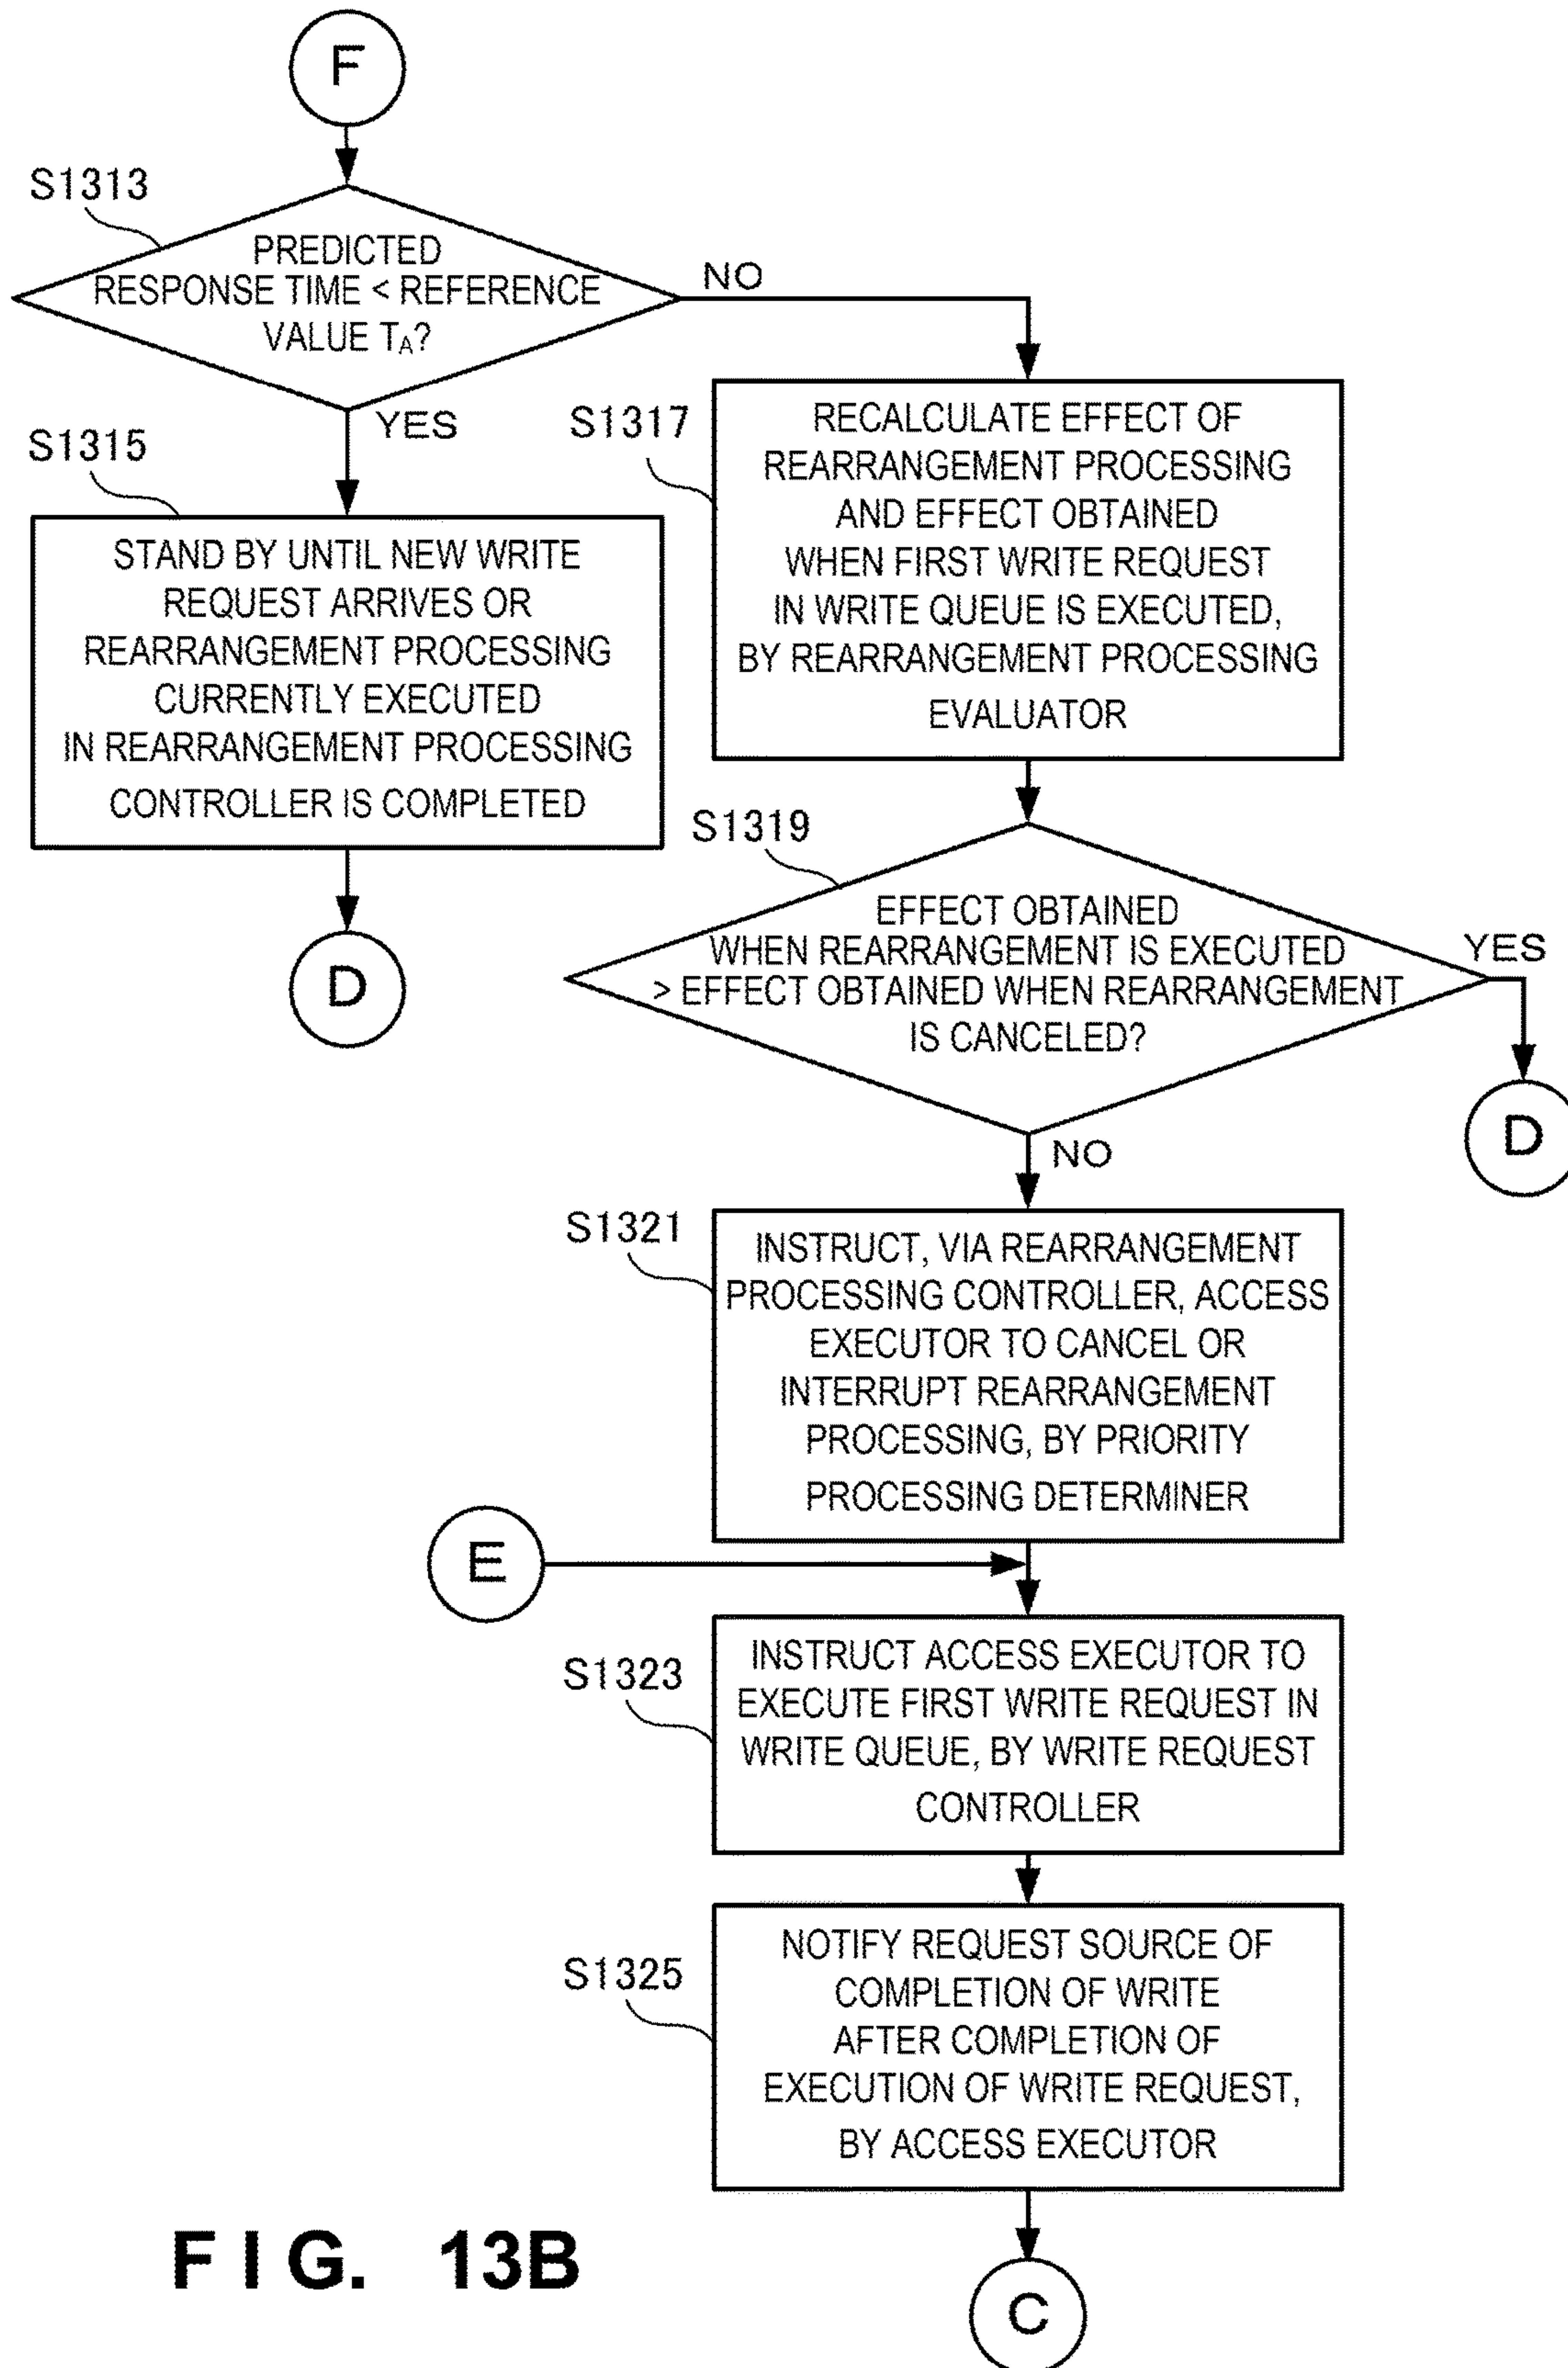 F
S1313
PREDICTED
RESPONSE TIME < REFERENCE
VALUE TA?
NO
YES
S1315
STAND BY UNTIL NEW WRITE
REQUEST ARRIVES OR
REARRANGEMENT PROCESSING
CURRENTLY EXECUTED
IN REARRANGEMENT PROCESSING
CONTROLLER IS COMPLETED
D
S1317
RECALCULATE EFFECT OF
REARRANGEMENT PROCESSING
AND EFFECT OBTAINED
WHEN FIRST WRITE REQUEST
IN WRITE QUEUE IS EXECUTED,
BY REARRANGEMENT PROCESSING
EVALUATOR
S1319
EFFECT OBTAINED
WHEN REARRANGEMENT IS EXECUTED
> EFFECT OBTAINED WHEN REARRANGEMENT
IS CANCELED?
YES
D
NO
S1321
INSTRUCT, VIA REARRANGEMENT
PROCESSING CONTROLLER, ACCESS
EXECUTOR TO CANCEL OR
INTERRUPT REARRANGEMENT
PROCESSING, BY PRIORITY
PROCESSING DETERMINER
E
S1323
INSTRUCT ACCESS EXECUTOR TO
EXECUTE FIRST WRITE REQUEST IN
WRITE QUEUE, BY WRITE REQUEST
CONTROLLER
S1325
NOTIFY REQUEST SOURCE OF
COMPLETION OF WRITE
AFTER COMPLETION OF
EXECUTION OF WRITE REQUEST,
BY ACCESS EXECUTOR
C
FIG. 13B